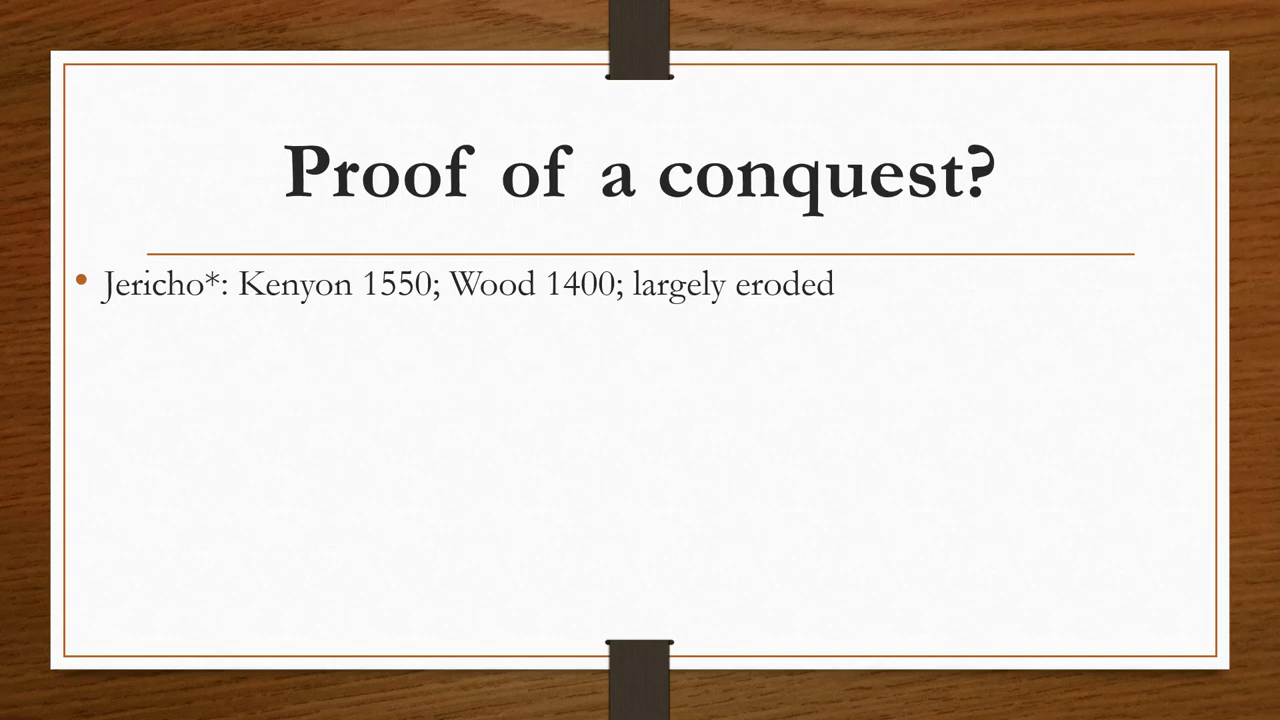 Proof of a conquest?
• Jericho*: Kenyon 1550; Wood 1400; largely eroded